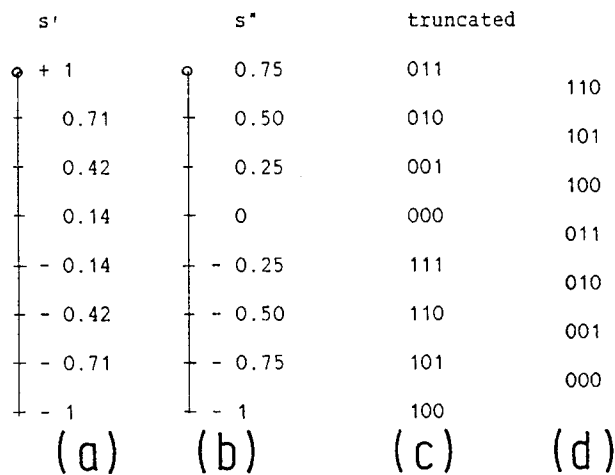 s' s" truncated
+ 1 0.75 011
110
0.71 0.50 010
101
0.42 0.25 001
100
0.14 0 000
011
- 0.14 - 0.25 111
010
- 0.42 - 0.50 110
001
- 0.71 - 0.75 101
000
- 1 - 1 100
(a) (b) (c) (d)